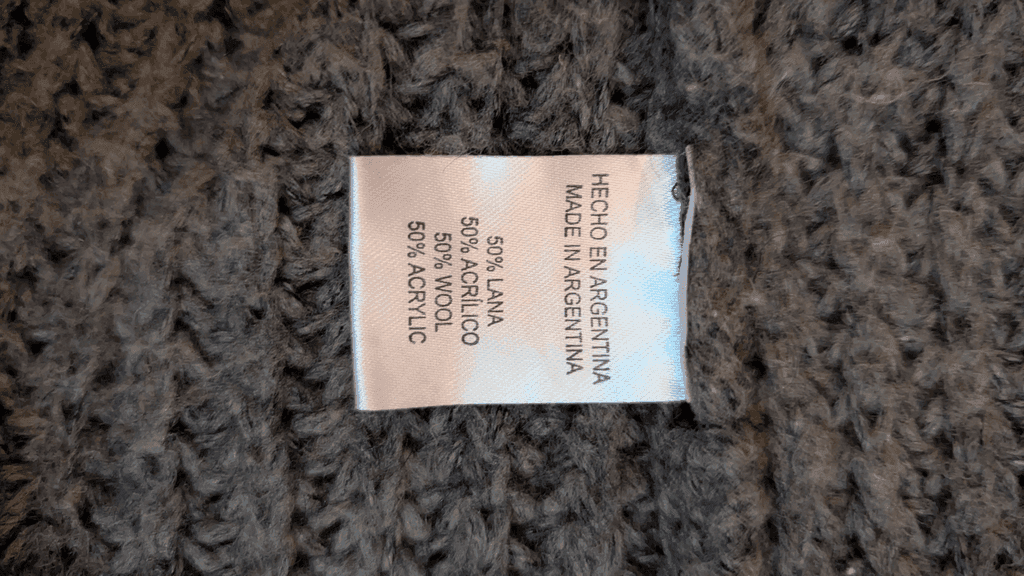 HECHO EN ARGENTINA
MADE IN ARGENTINA
50% LANA
50% ACRÍLICO
50% WOOL
50% ACRYLIC